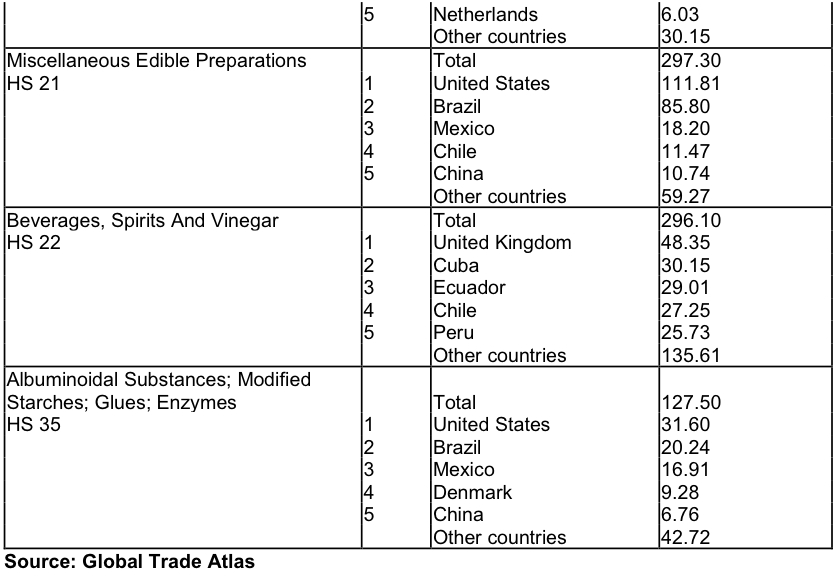 5 Netherlands 6.03
Other countries 30.15
Miscellaneous Edible Preparations Total 297.30
HS 21 1 United States 111.81
2 Brazil 85.80
3 Mexico 18.20
4 Chile 11.47
5 China 10.74
Other countries 59.27
Beverages, Spirits And Vinegar Total 296.10
HS 22 1 United Kingdom 48.35
2 Cuba 30.15
3 Ecuador 29.01
4 Chile 27.25
5 Peru 25.73
Other countries 135.61
Albuminoidal Substances; Modified
Starches; Glues; Enzymes Total 127.50
HS 35 1 United States 31.60
2 Brazil 20.24
3 Mexico 16.91
4 Denmark 9.28
5 China 6.76
Other countries 42.72
Source: Global Trade Atlas